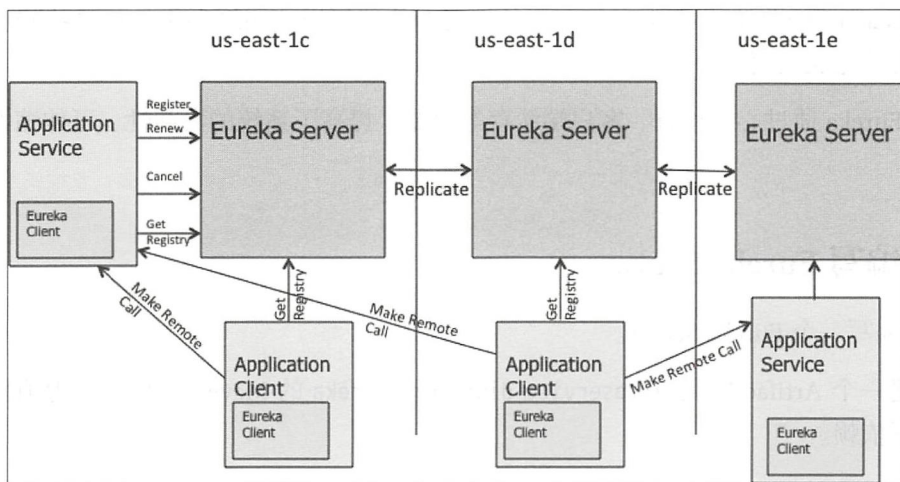 us-east-1c
us-east-1d
us-east-1e
Application
Service
Eureka
Client
Register
Renew
Cancel
Get
Registry
Eureka Server
Replicate
Eureka Server
Replicate
Eureka Server
Make Remote
Call
Get
Registry
Make Remote
Call
Get
Registry
Make Remote Call
Application
Client
Eureka
Client
Application
Client
Eureka
Client
Application
Service
Eureka
Client